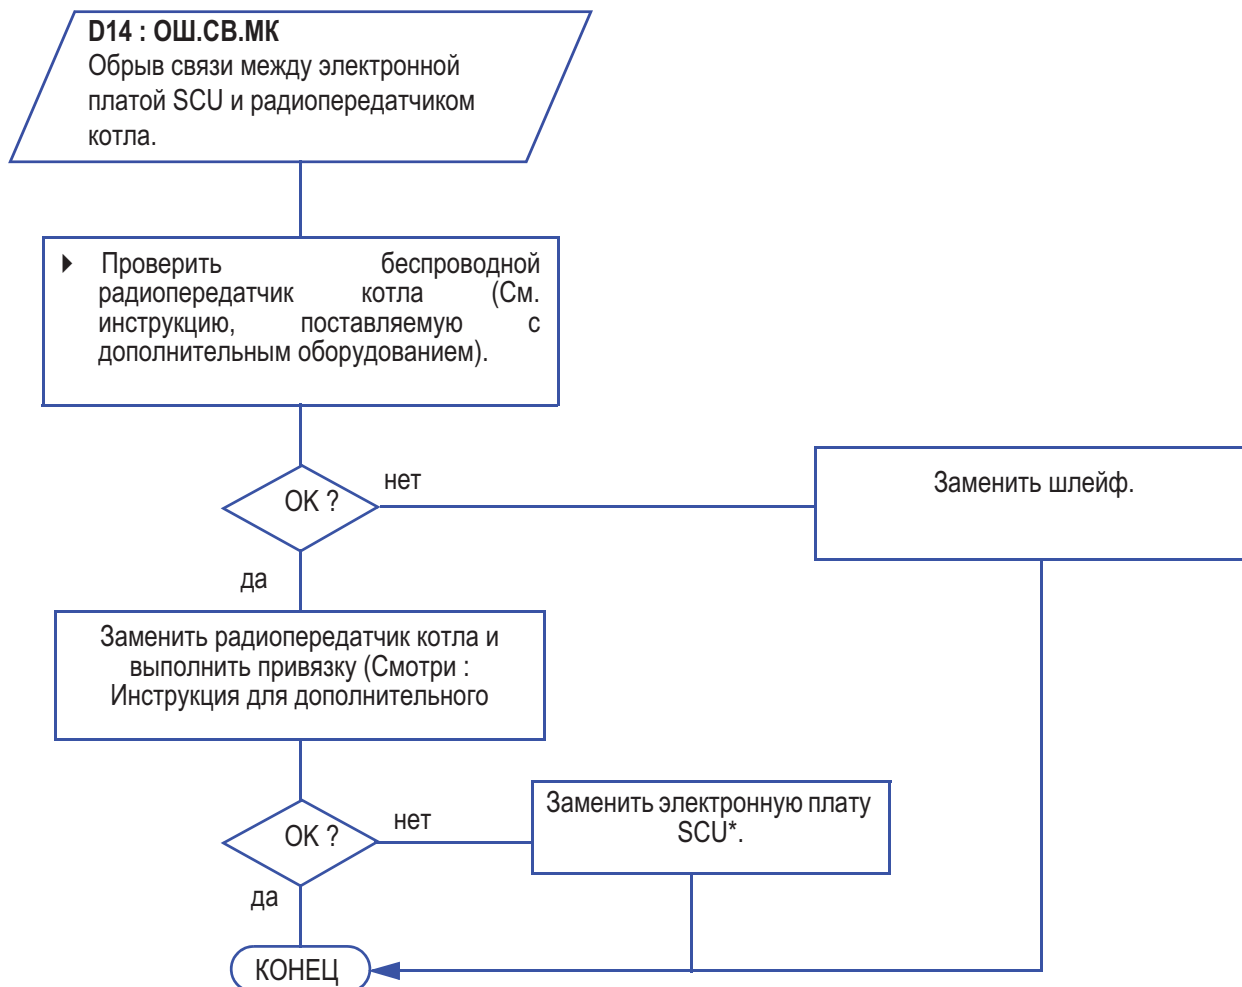 D14 : ОШ.СВ.МК
Обрыв связи между электронной
платой SCU и радиопередатчиком
котла.
Проверить беспроводной
радиопередатчик котла (См.
инструкцию, поставляемую с
дополнительным оборудованием).
OK ?
нет
Заменить шлейф.
да
Заменить радиопередатчик котла и
выполнить привязку (Смотри :
Инструкция для дополнительного
OK ?
нет
Заменить электронную плату
SCU*.
да
КОНЕЦ